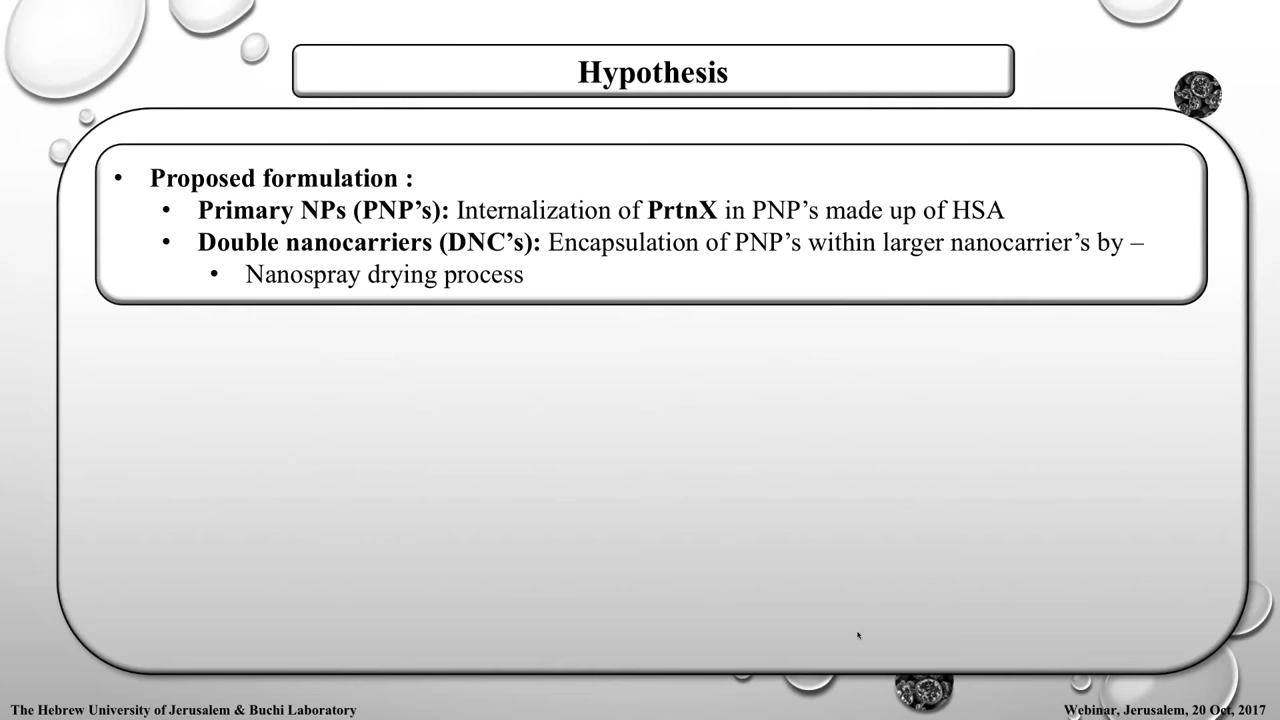 Hypothesis
• Proposed formulation :
• Primary NPs (PNP’s): Internalization of PrtnX in PNP’s made up of HSA
• Double nanocarriers (DNC’s): Encapsulation of PNP’s within larger nanocarrier’s by –
• Nanospray drying process
The Hebrew University of Jerusalem & Buchi Laboratory
Webinar, Jerusalem, 20 Oct, 2017